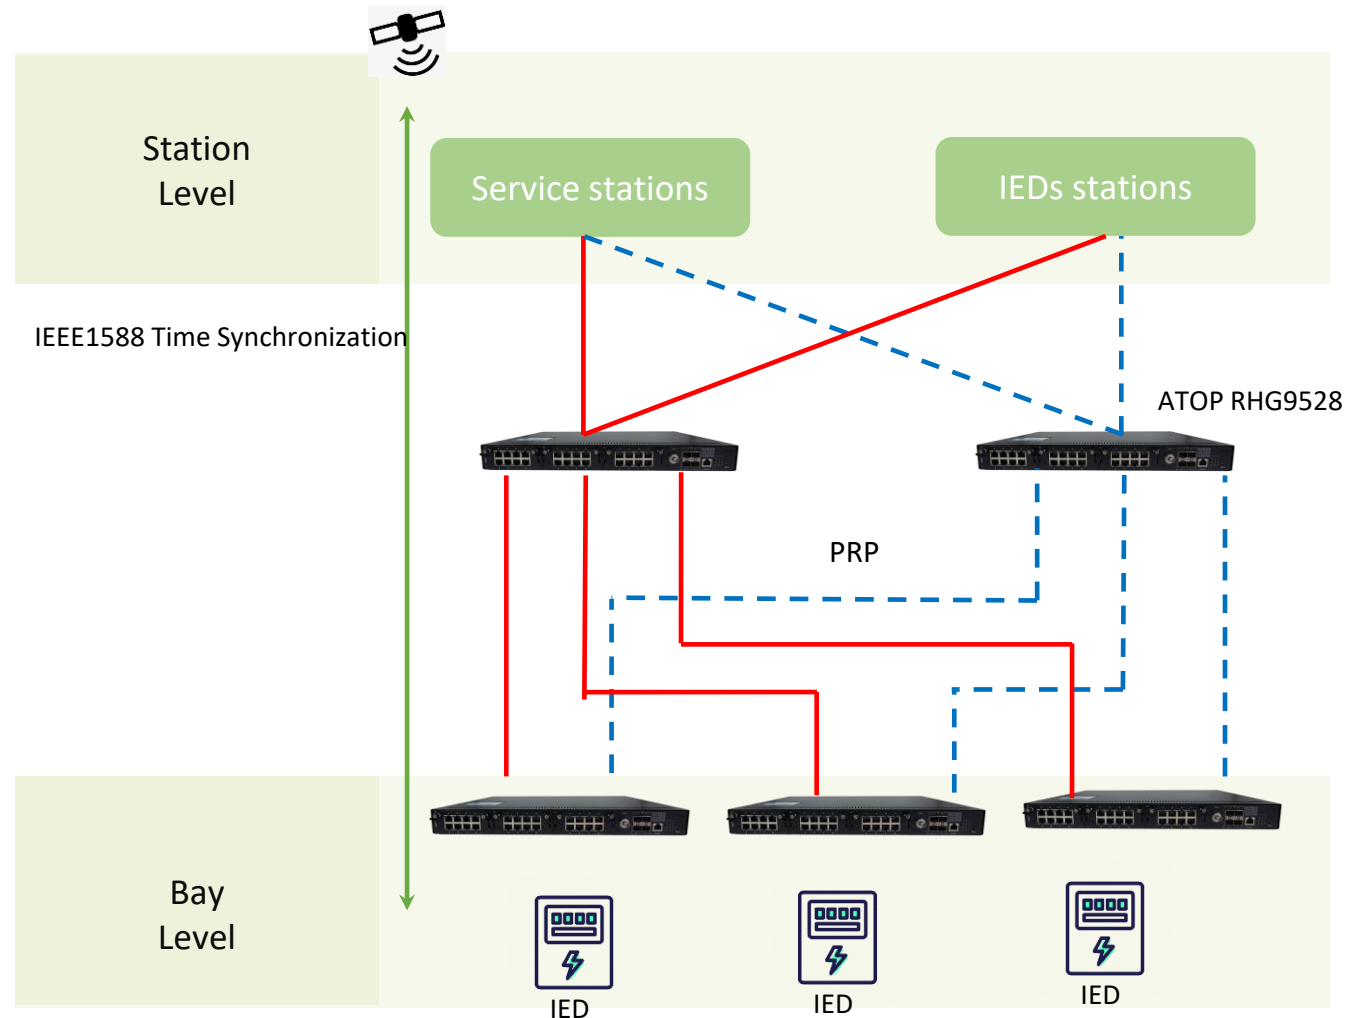 Station
Level
Service stations
IEDs stations
IEEE1588 Time Synchronization
ATOP RHG9528
PRP
Bay
Level
IED
IED
IED